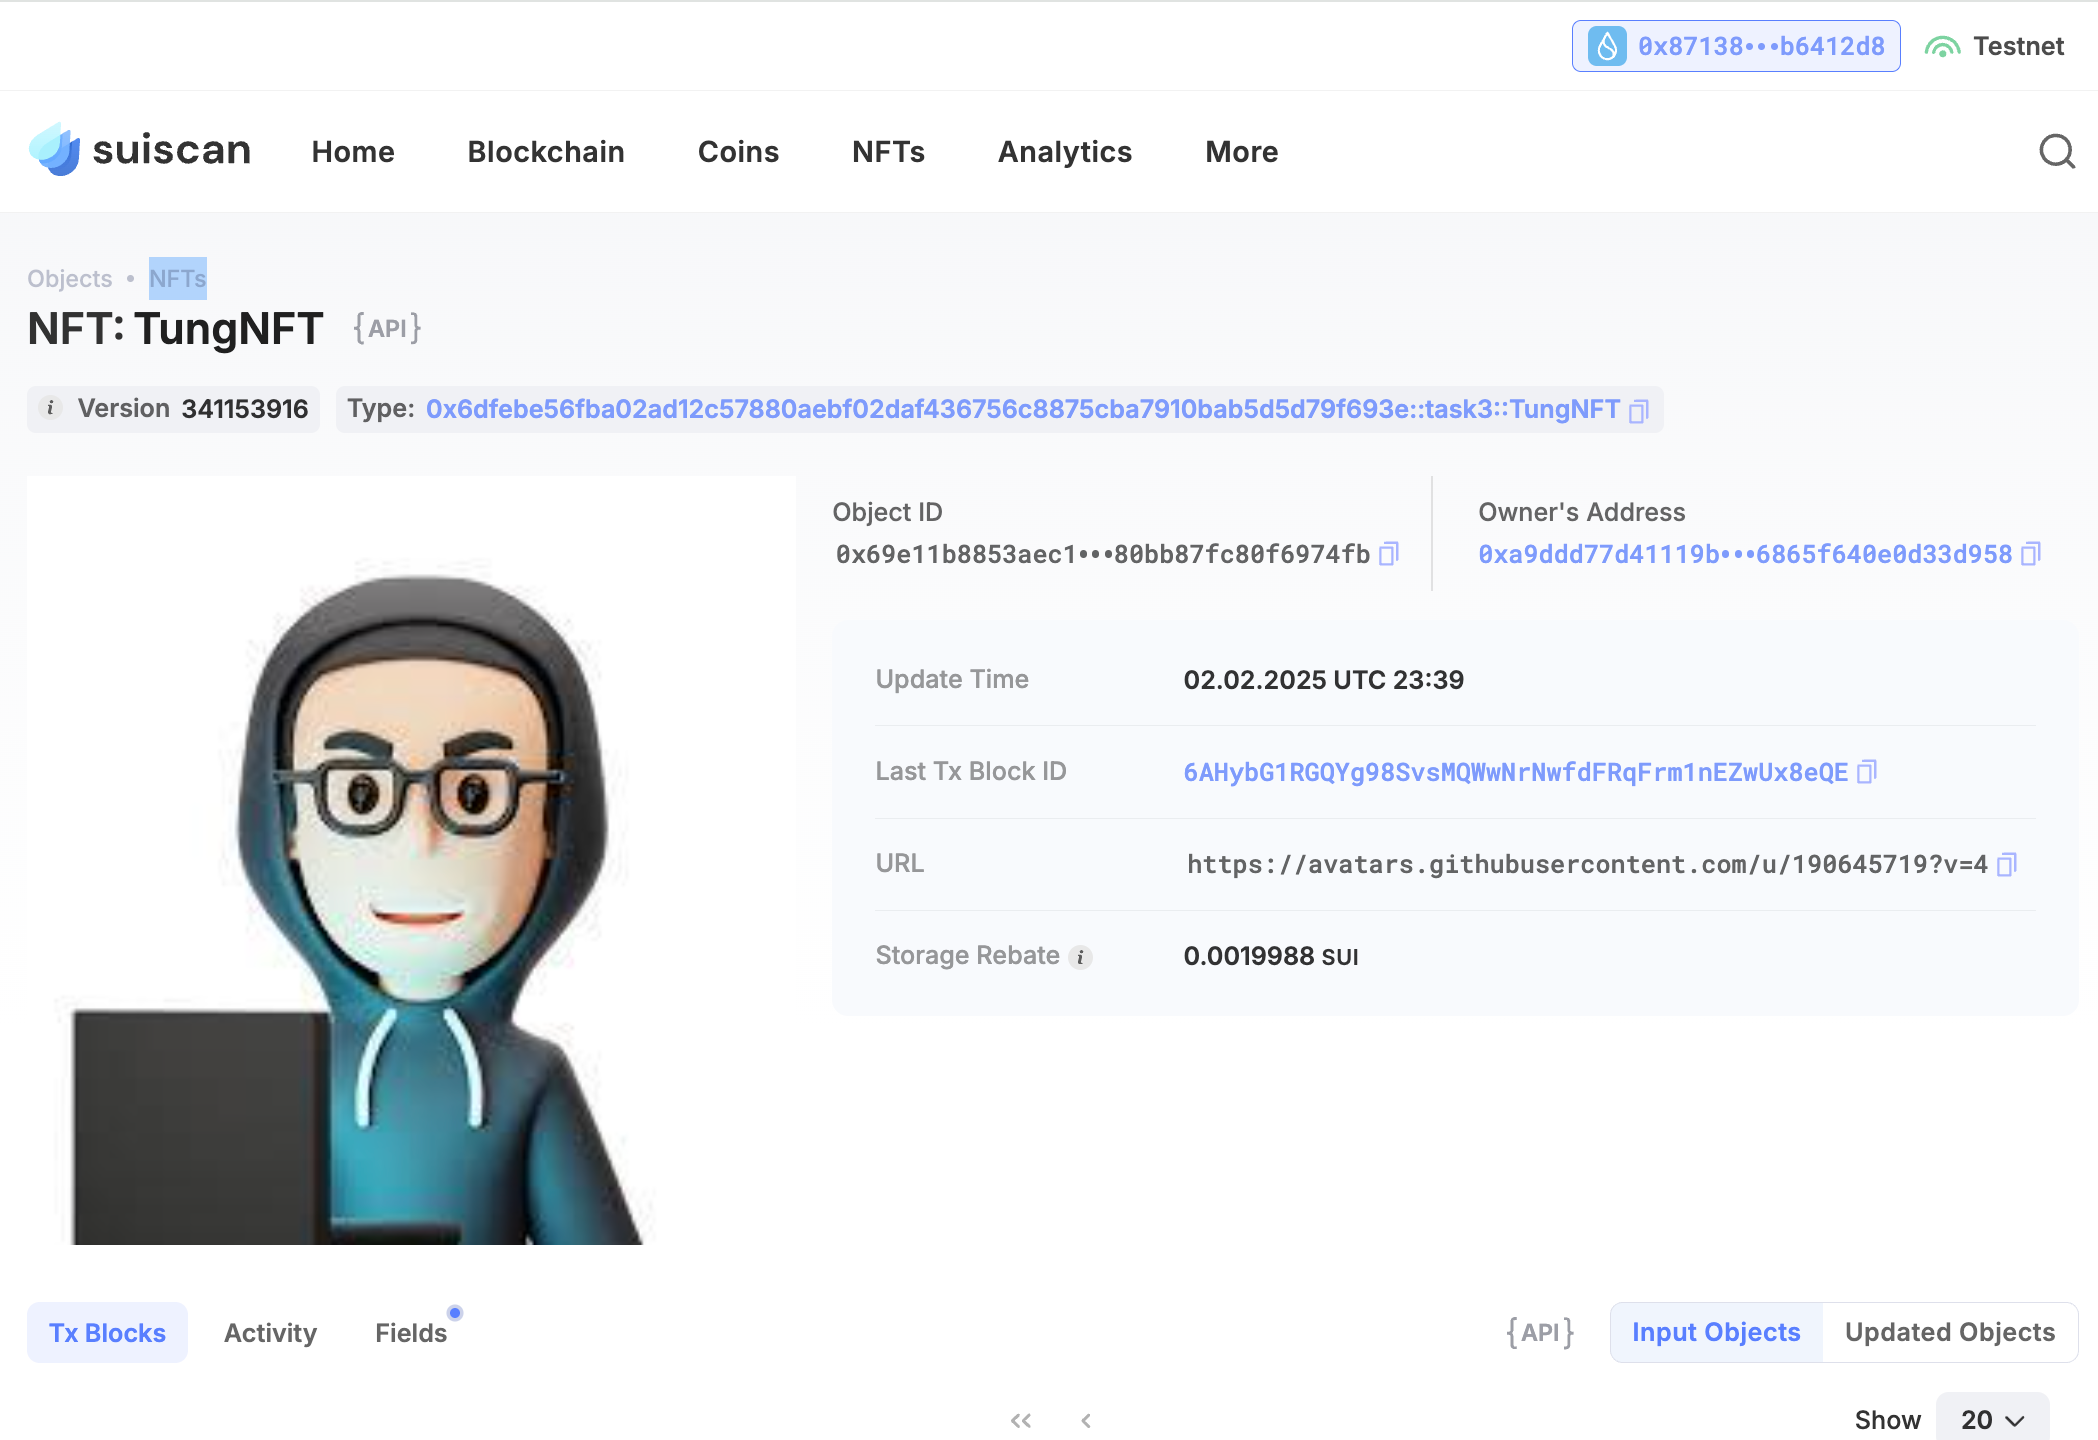 0x87138•••b6412d8 Testnet
suiscan Home Blockchain Coins NFTs Analytics More
Objects • NFTs
NFT: TungNFT {API}
i Version 341153916 Type: 0x6dfebe56fba02ad12c57880aebf02daf436756c8875cba7910bab5d5d79f693e::task3::TungNFT
Object ID
0x69e11b8853aec1•••80bb87fc80f6974fb
Owner's Address
0xa9ddd77d41119b•••6865f640e0d33d958
Update Time 02.02.2025 UTC 23:39
Last Tx Block ID 6AHybG1RGQYg98SvsMQWwNrNwfdFRqFrm1nEZwUx8eQE
URL https://avatars.githubusercontent.com/u/190645719?v=4
Storage Rebate i 0.0019988 SUI
Tx Blocks Activity Fields {API} Input Objects Updated Objects
Show 20